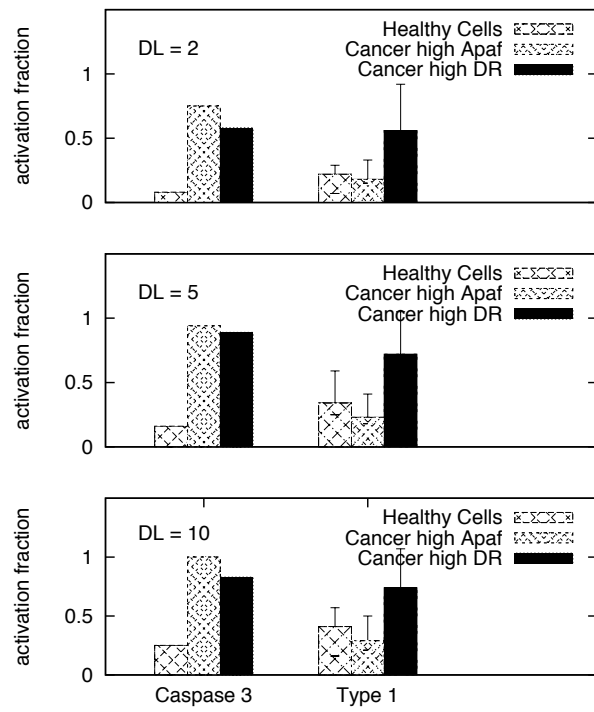 Healthy Cells
DL = 2
Cancer high Apaf
Cancer high DR
1
0.5
0
activation fraction
Healthy Cells
DL = 5
Cancer high Apaf
Cancer high DR
1
0.5
0
activation fraction
Healthy Cells
DL = 10
Cancer high Apaf
Cancer high DR
1
0.5
0
activation fraction
Caspase 3 Type 1